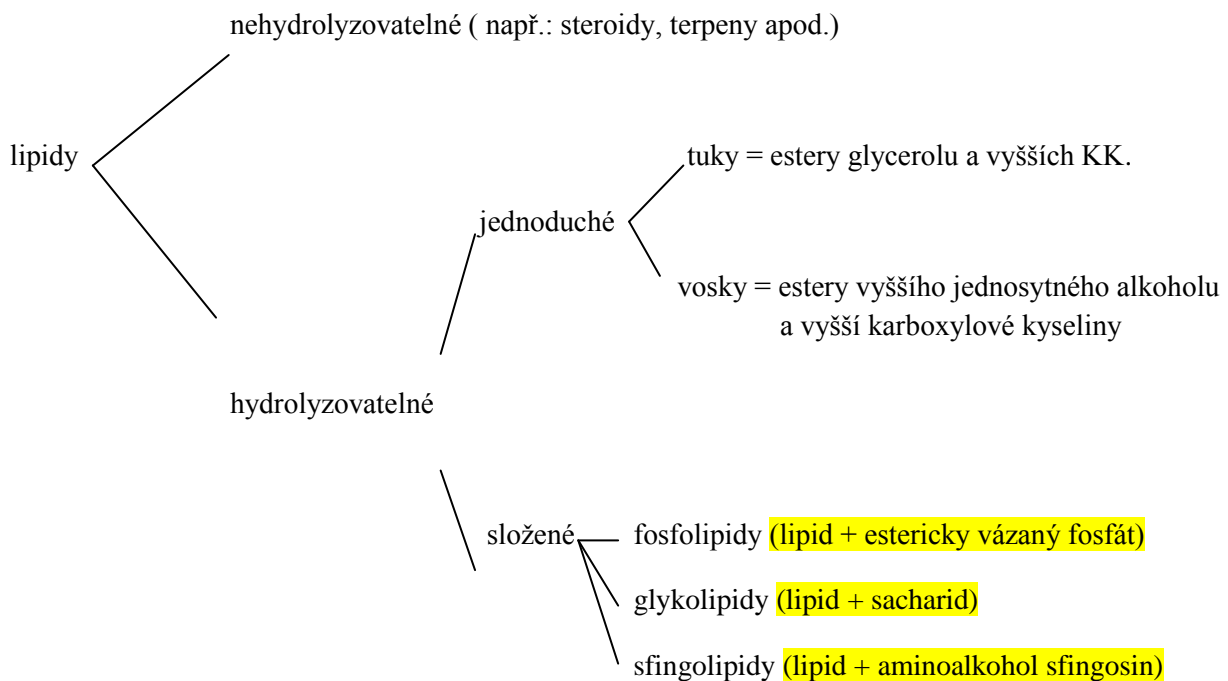 nehydrolyzovatelné ( např.: steroidy, terpeny apod.)
lipidy
tuky = estery glycerolu a vyšších KK.
jednoduché
vosky = estery vyššího jednosytného alkoholu
a vyšší karboxylové kyseliny
hydrolyzovatelné
složené
fosfolipidy (lipid + estericky vázaný fosfát)
glykolipidy (lipid + sacharid)
sfingolipidy (lipid + aminoalkohol sfingosin)